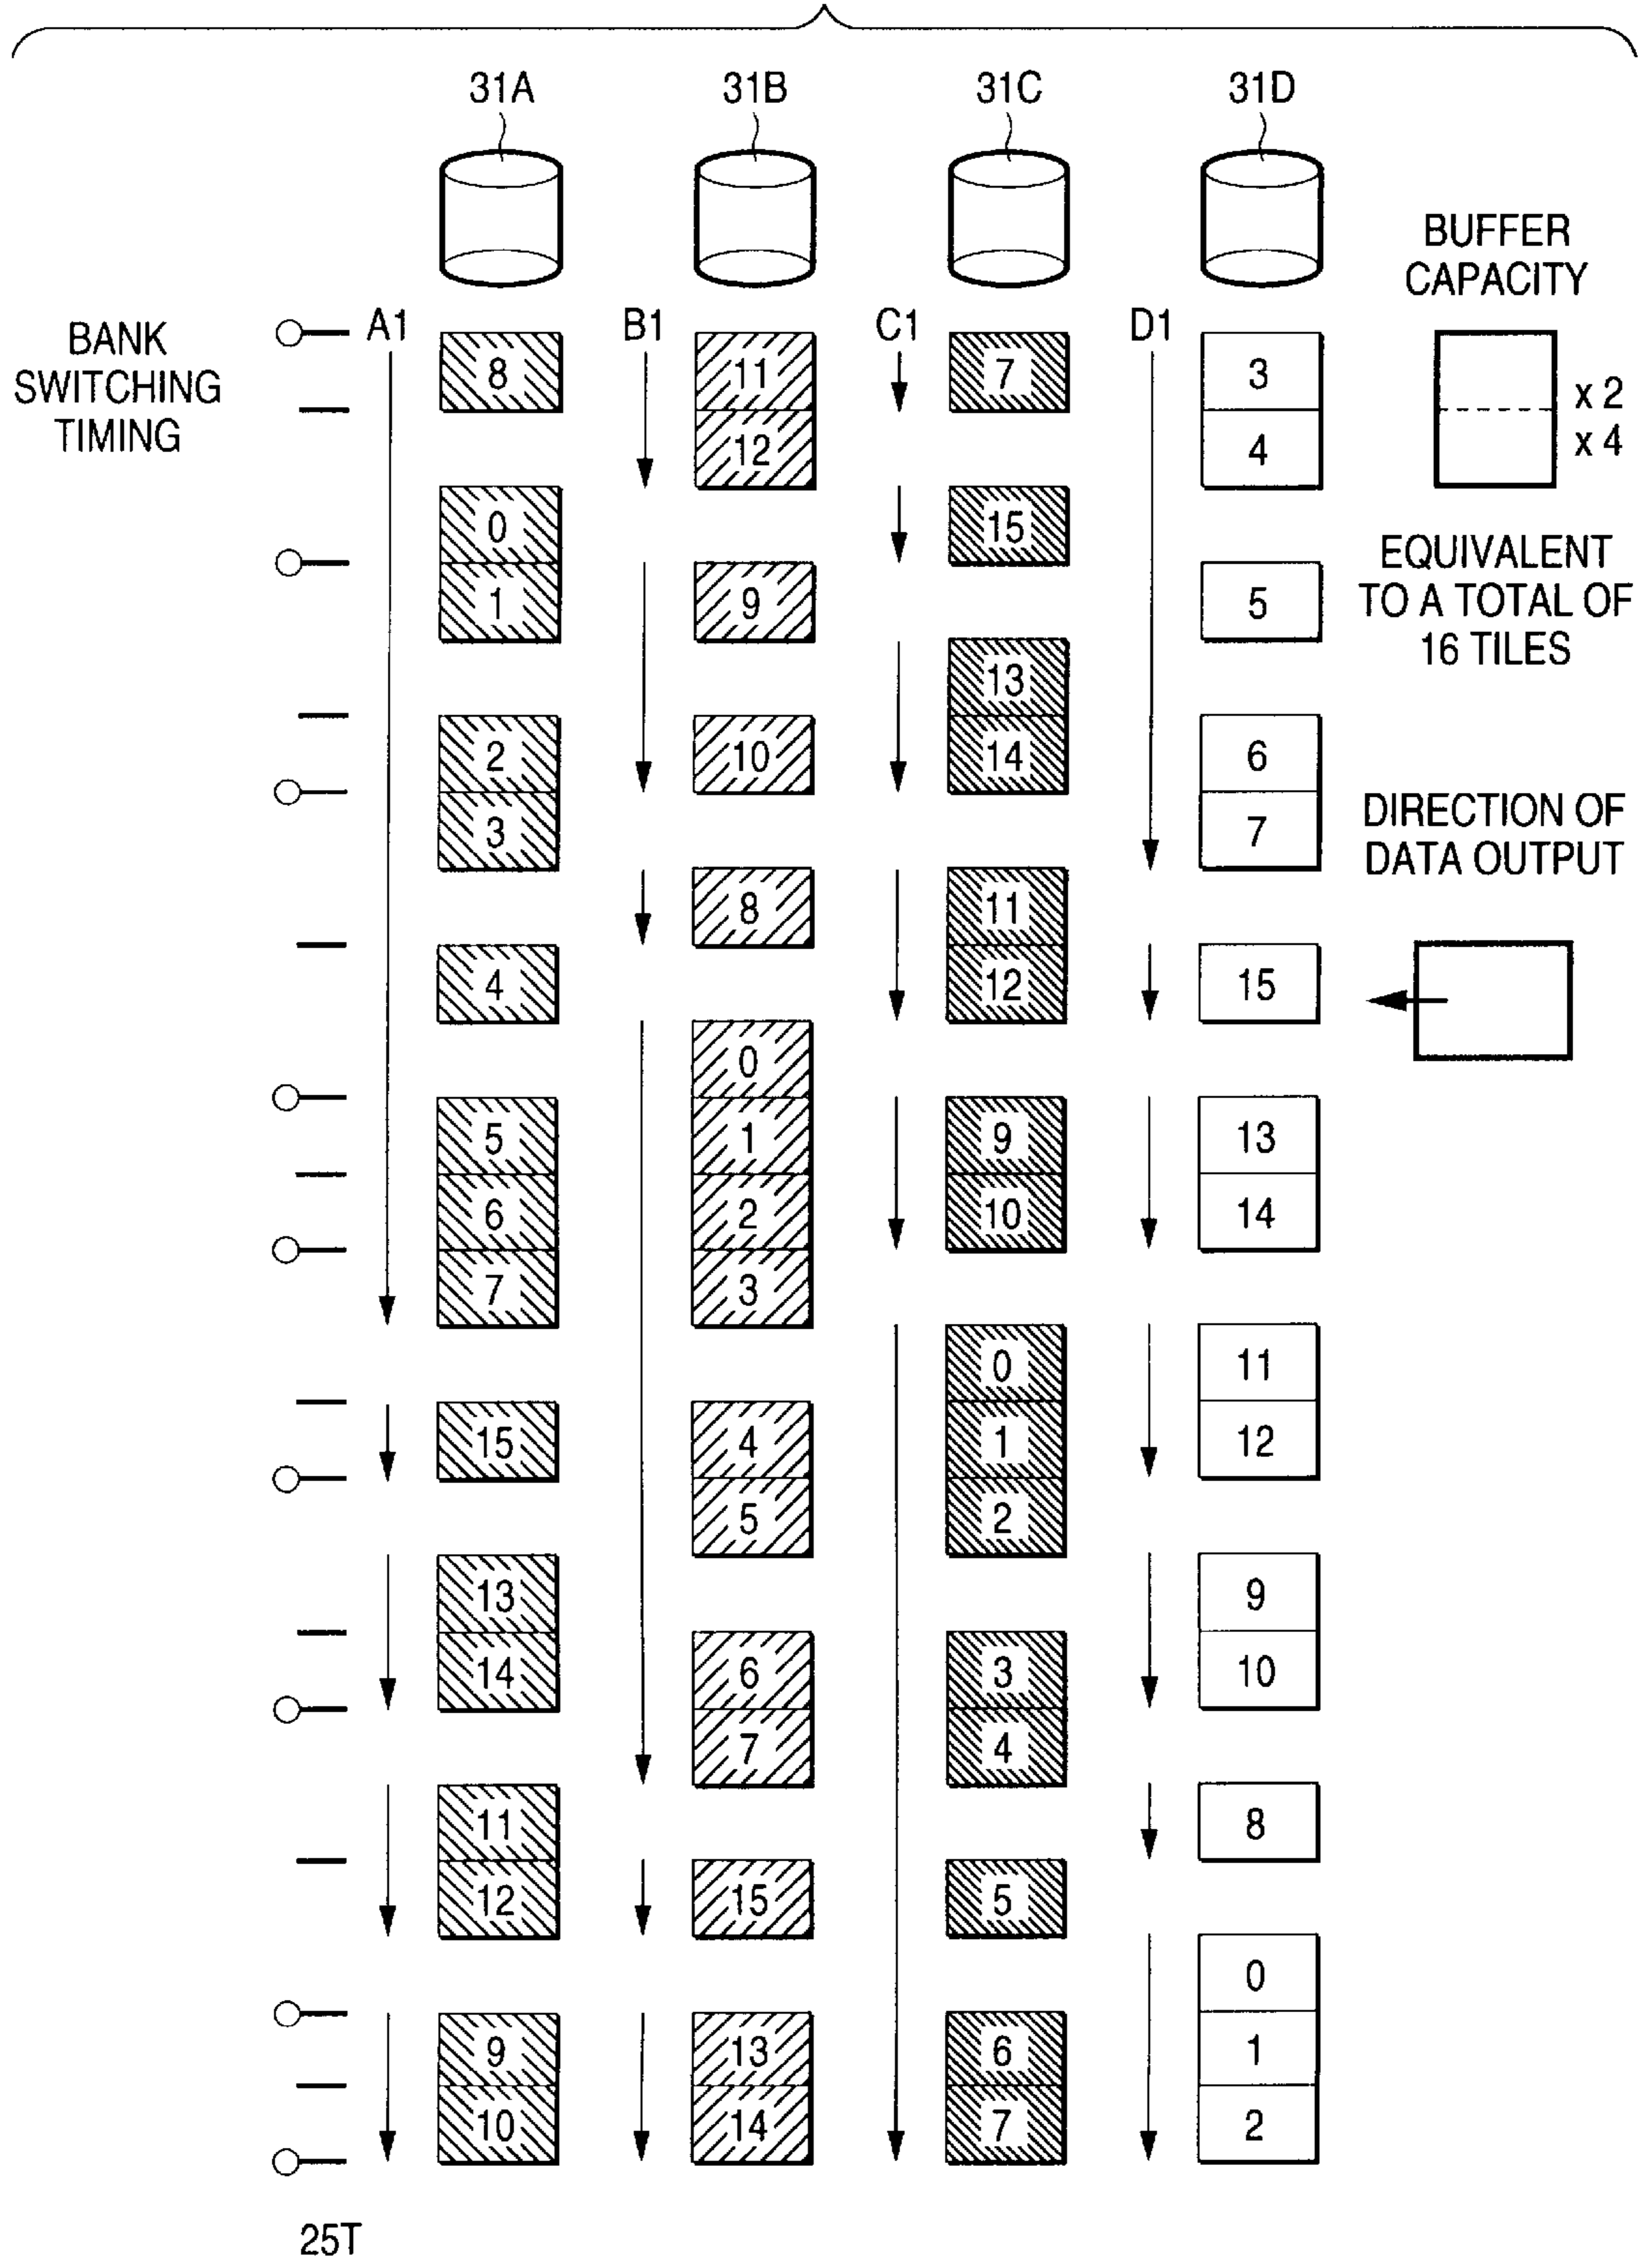 31A 31B 31C 31D
BUFFER
CAPACITY
BANK
SWITCHING
TIMING
A1 B1 C1 D1
8 11 7 3
x 2
12 4
x 4
0 15
EQUIVALENT
TO A TOTAL OF
16 TILES
1 9 5
13
2 10 14 6
DIRECTION OF
DATA OUTPUT
3 7
8 11
4 12 15
0
5 1 9 13
6 2 10 14
7 3
0 11
15 4 1 12
5 2
13 9
14 6 3 10
7 4
11 8
12 15 5
0
9 13 6 1
10 14 7 2
25T